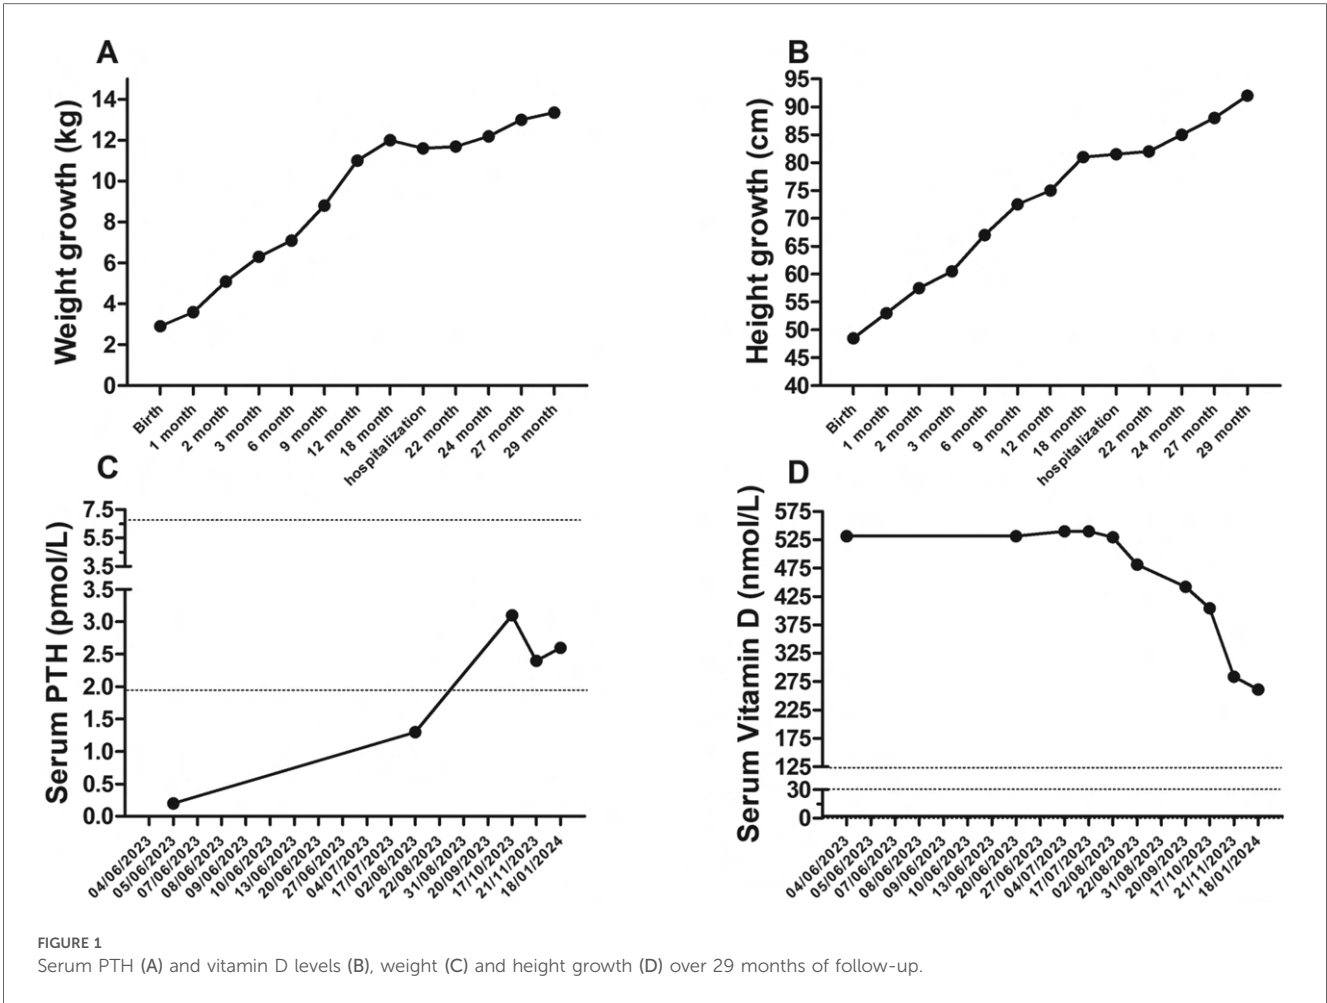 A
Weight growth (kg)
14
12
10
8
6
4
2
0
Birth
1 month
2 month
3 month
6 month
9 month
12 month
18 month
hospitalization
22 month
24 month
27 month
29 month
B
Height growth (cm)
95
90
85
80
75
70
65
60
55
50
45
40
Birth
1 month
2 month
3 month
6 month
9 month
12 month
18 month
hospitalization
22 month
24 month
27 month
29 month
C
Serum PTH (pmol/L)
7.5
5.5
3.5
3.5
3.0
2.5
2.0
1.5
1.0
0.5
0.0
04/06/2023
05/06/2023
07/06/2023
08/06/2023
09/06/2023
10/06/2023
13/06/2023
20/06/2023
27/06/2023
04/07/2023
17/07/2023
02/08/2023
22/08/2023
31/08/2023
20/09/2023
17/10/2023
21/11/2023
18/01/2024
D
Serum Vitamin D (nmol/L)
575
525
475
425
375
325
275
225
175
125
30
0
04/06/2023
05/06/2023
07/06/2023
08/06/2023
09/06/2023
10/06/2023
13/06/2023
20/06/2023
27/06/2023
04/07/2023
17/07/2023
02/08/2023
22/08/2023
31/08/2023
20/09/2023
17/10/2023
21/11/2023
18/01/2024
FIGURE 1
Serum PTH (A) and vitamin D levels (B), weight (C) and height growth (D) over 29 months of follow-up.